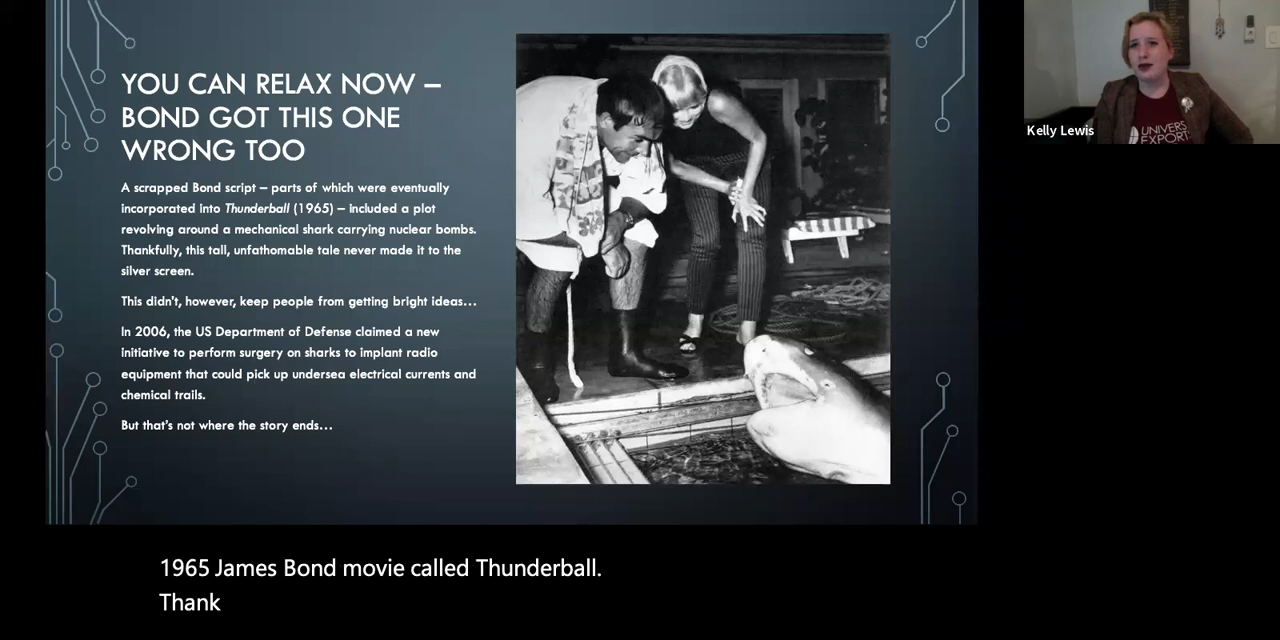 YOU CAN RELAX NOW –
BOND GOT THIS ONE
WRONG TOO
A scrapped Bond script – parts of which were eventually
incorporated into Thunderball (1965) – included a plot
revolving around a mechanical shark carrying nuclear bombs.
Thankfully, this tall, unfathomable tale never made it to the
silver screen.
This didn't, however, keep people from getting bright ideas…
In 2006, the US Department of Defense claimed a new
initiative to perform surgery on sharks to implant radio
equipment that could pick up undersea electrical currents and
chemical trails.
But that's not where the story ends…
Kelly Lewis
UNIVERS
EXPORT
1965 James Bond movie called Thunderball.
Thank